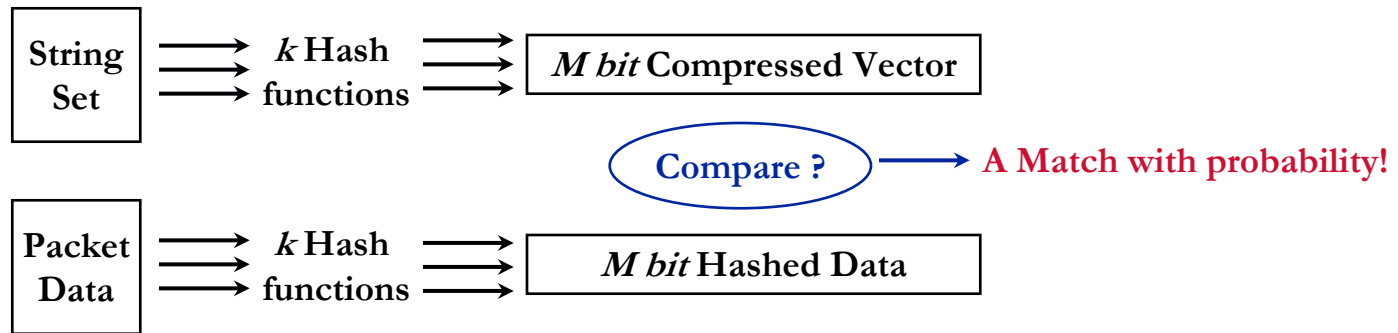 String
Set
k Hash
functions
M bit Compressed Vector
Compare ?
A Match with probability!
Packet
Data
k Hash
functions
M bit Hashed Data